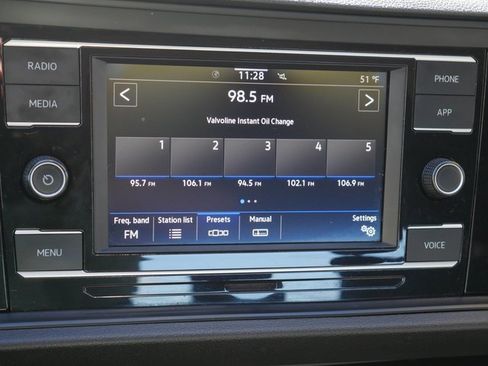 RADIO
MEDIA
MENU
11:28
51 °F
98.5 FM
Valvoline Instant Oil Change
1 2 3 4 5
95.7 FM 106.1 FM 94.5 FM 102.1 FM 106.9 FM
Freq. band Station list Presets Manual Settings
FM
PHONE
APP
VOICE